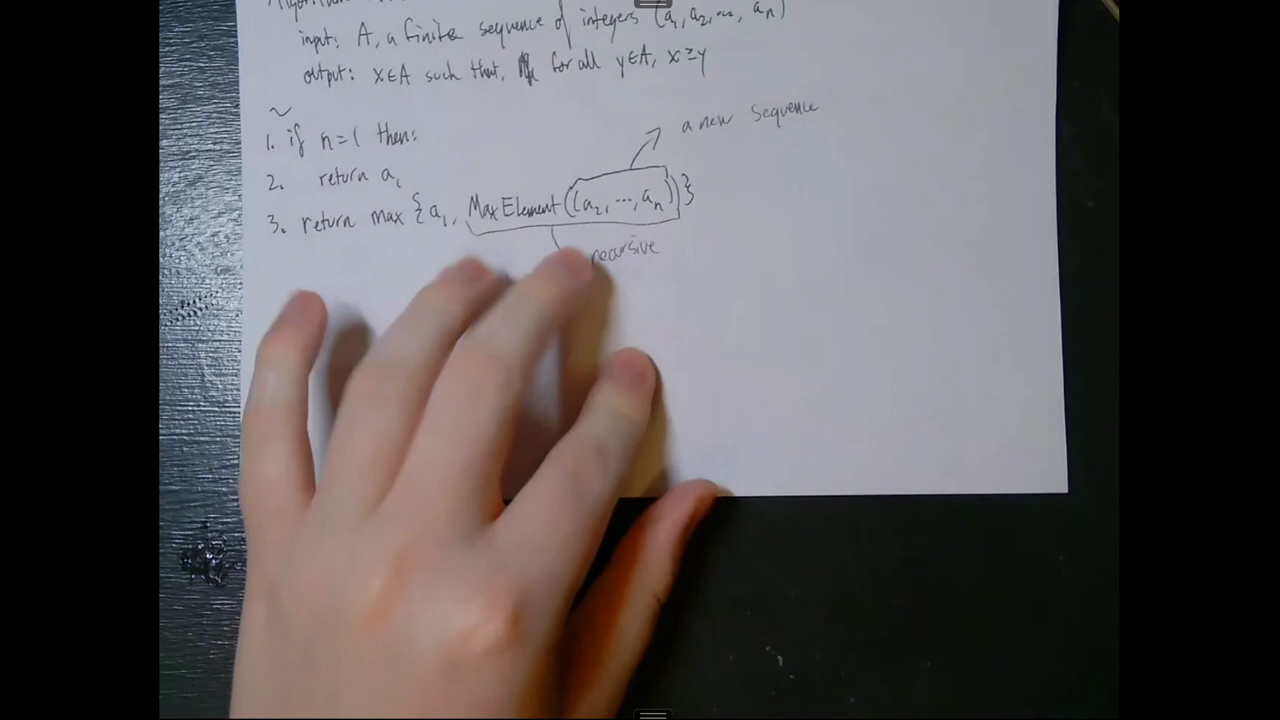 Algorithm
input: A, a finite sequence of integers (a₁, a₂, ..., aₙ)
output: x∈A such that, for all y∈A, x≥y
~
1. if n=1 then:
2. return a₁
3. return max {a₁, MaxElement((a₂, ..., aₙ))}
a new sequence
recursive